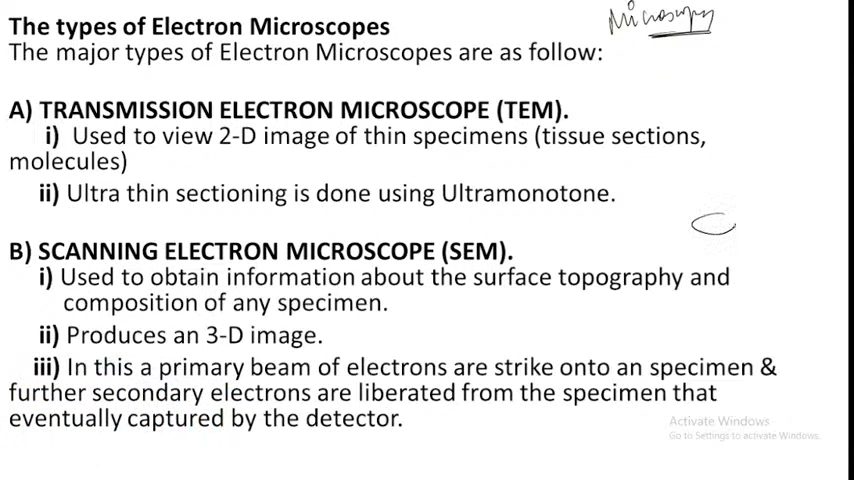 Microscopy
The types of Electron Microscopes
The major types of Electron Microscopes are as follow:
A) TRANSMISSION ELECTRON MICROSCOPE (TEM).
i) Used to view 2-D image of thin specimens (tissue sections,
molecules)
ii) Ultra thin sectioning is done using Ultramonotone.
B) SCANNING ELECTRON MICROSCOPE (SEM).
i) Used to obtain information about the surface topography and
composition of any specimen.
ii) Produces an 3-D image.
iii) In this a primary beam of electrons are strike onto an specimen &
further secondary electrons are liberated from the specimen that
eventually captured by the detector.
Activate Windows
Go to Settings to activate Windows.